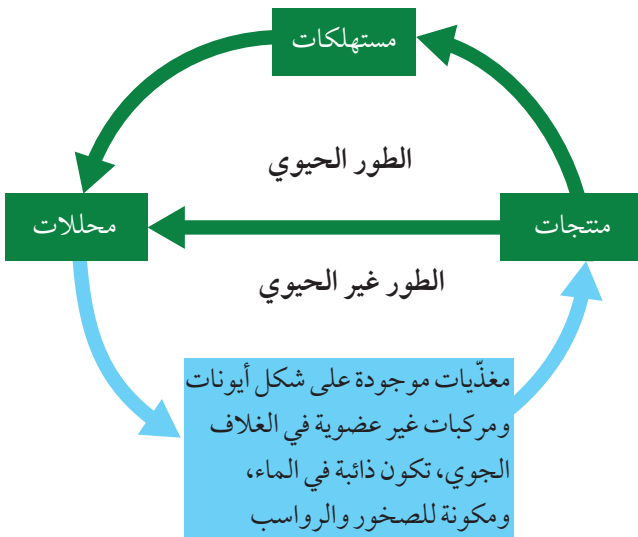 مستهلكات
الطور الحيوي
منتجات
محللات
الطور غير الحيوي
مغذّيات موجودة على شكل أيونات
ومركبات غير عضوية في الغلاف
الجوي، تكون ذائبة في الماء،
ومكونة للصخور والرواسب